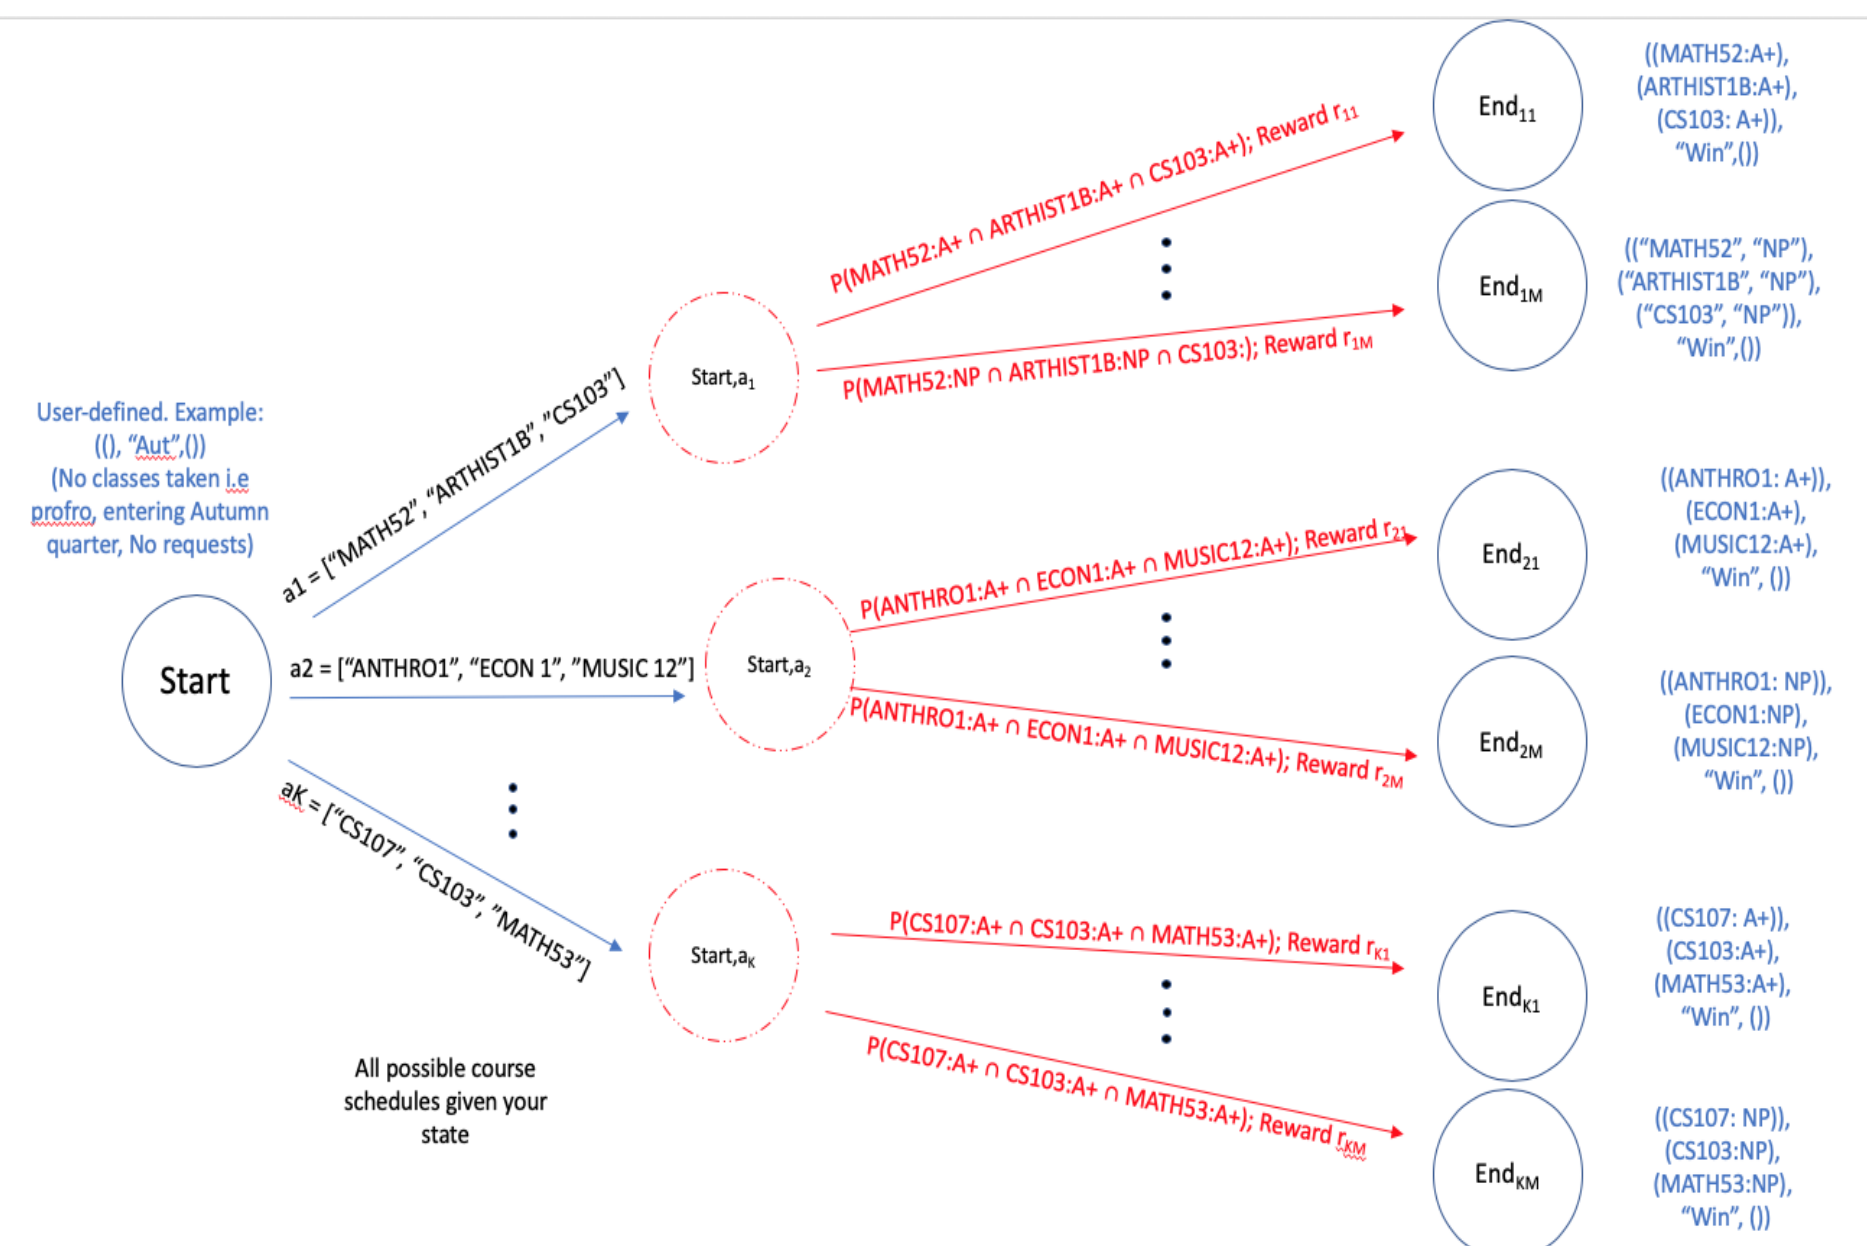 P(MATH52:A+ ∩ ARTHIST1B:A+ ∩ CS103:A+); Reward r11
End11
((MATH52:A+),
(ARTHIST1B:A+),
(CS103: A+)),
“Win”,())
P(MATH52:NP ∩ ARTHIST1B:NP ∩ CS103:); Reward r1M
End1M
((“MATH52”, “NP”),
(“ARTHIST1B”, “NP”),
(“CS103”, “NP”)),
“Win”,())
Start,a1
User-defined. Example:
((), “Aut”,())
(No classes taken i.e
profro, entering Autumn
quarter, No requests)
a1 = [“MATH52”, “ARTHIST1B”, ”CS103”]
Start
a2 = [“ANTHRO1”, “ECON 1”, ”MUSIC 12”]
Start,a2
P(ANTHRO1:A+ ∩ ECON1:A+ ∩ MUSIC12:A+); Reward r21
End21
((ANTHRO1: A+)),
(ECON1:A+),
(MUSIC12:A+),
“Win”, ())
P(ANTHRO1:A+ ∩ ECON1:A+ ∩ MUSIC12:A+); Reward r2M
End2M
((ANTHRO1: NP)),
(ECON1:NP),
(MUSIC12:NP),
“Win”, ())
aK = [“CS107”, “CS103”, ”MATH53”]
Start,aK
P(CS107:A+ ∩ CS103:A+ ∩ MATH53:A+); Reward rK1
EndK1
((CS107: A+)),
(CS103:A+),
(MATH53:A+),
“Win”, ())
P(CS107:A+ ∩ CS103:A+ ∩ MATH53:A+); Reward rKM
EndKM
((CS107: NP)),
(CS103:NP),
(MATH53:NP),
“Win”, ())
All possible course
schedules given your
state